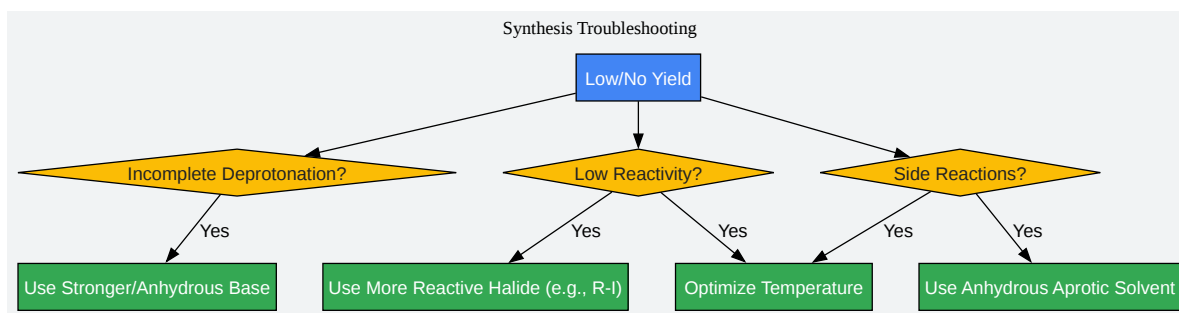 Synthesis Troubleshooting
Low/No Yield
Incomplete Deprotonation?
Low Reactivity?
Side Reactions?
Yes
Yes
Yes
Yes
Yes
Use Stronger/Anhydrous Base
Use More Reactive Halide (e.g., R-I)
Optimize Temperature
Use Anhydrous Aprotic Solvent